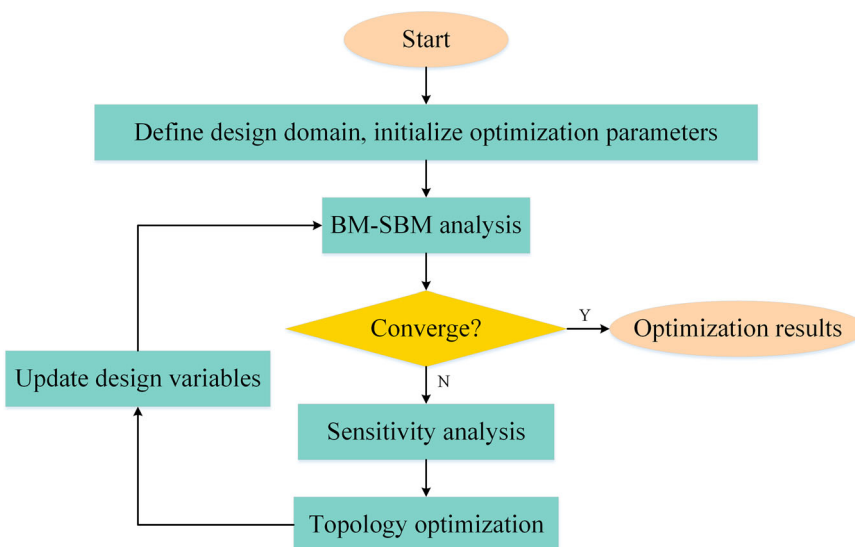 Start
Define design domain, initialize optimization parameters
BM-SBM analysis
Converge?
Y
Optimization results
N
Update design variables
Sensitivity analysis
Topology optimization